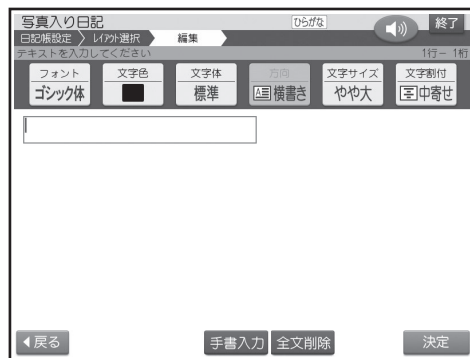 写真入り日記 ひらがな 終了
日記帳設定 レイアウト選択 編集
テキストを入力してください 1行- 1桁
フォント 文字色 文字体 方向 文字サイズ 文字割付
ゴシック体 標準 横書き やや大 中寄せ
戻る 手書入力 全文削除 決定